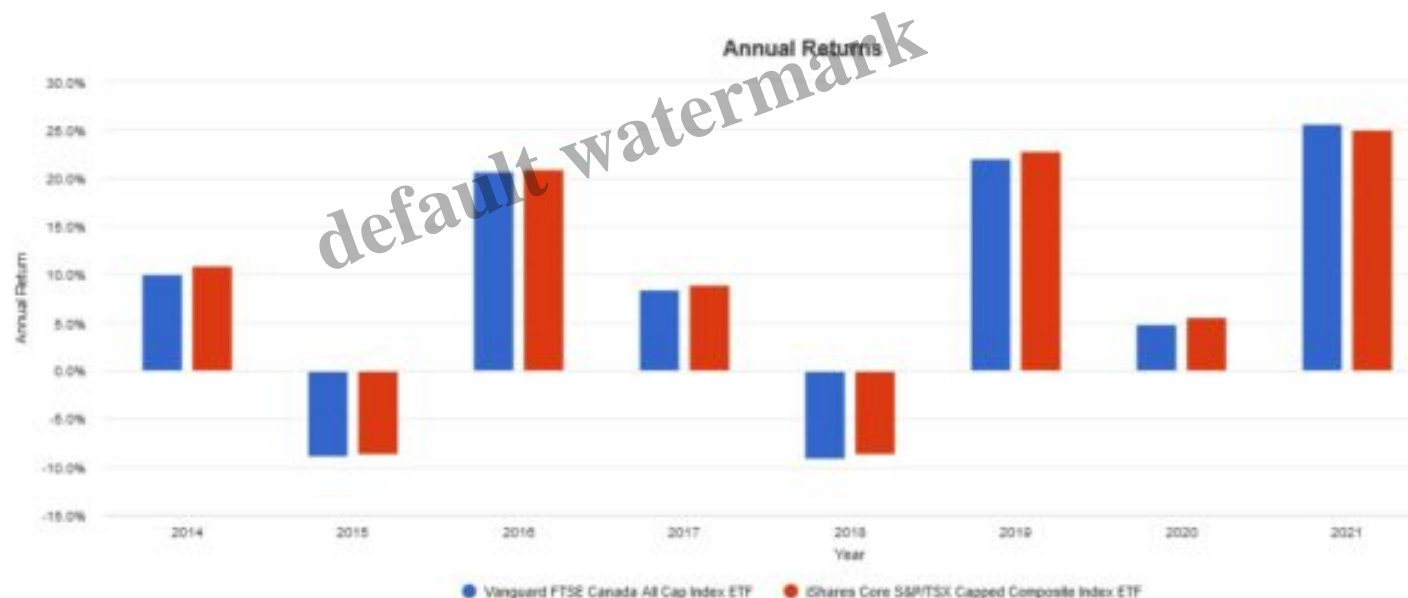 Annual Returns
default watermark
30.0%
25.0%
20.0%
15.0%
10.0%
5.0%
0.0%
-5.0%
-10.0%
-15.0%
Annual Return
2014 2015 2016 2017 2018 2019 2020 2021
Year
Vanguard FTSE Canada All Cap Index ETF iShares Core S&P/TSX Capped Composite Index ETF